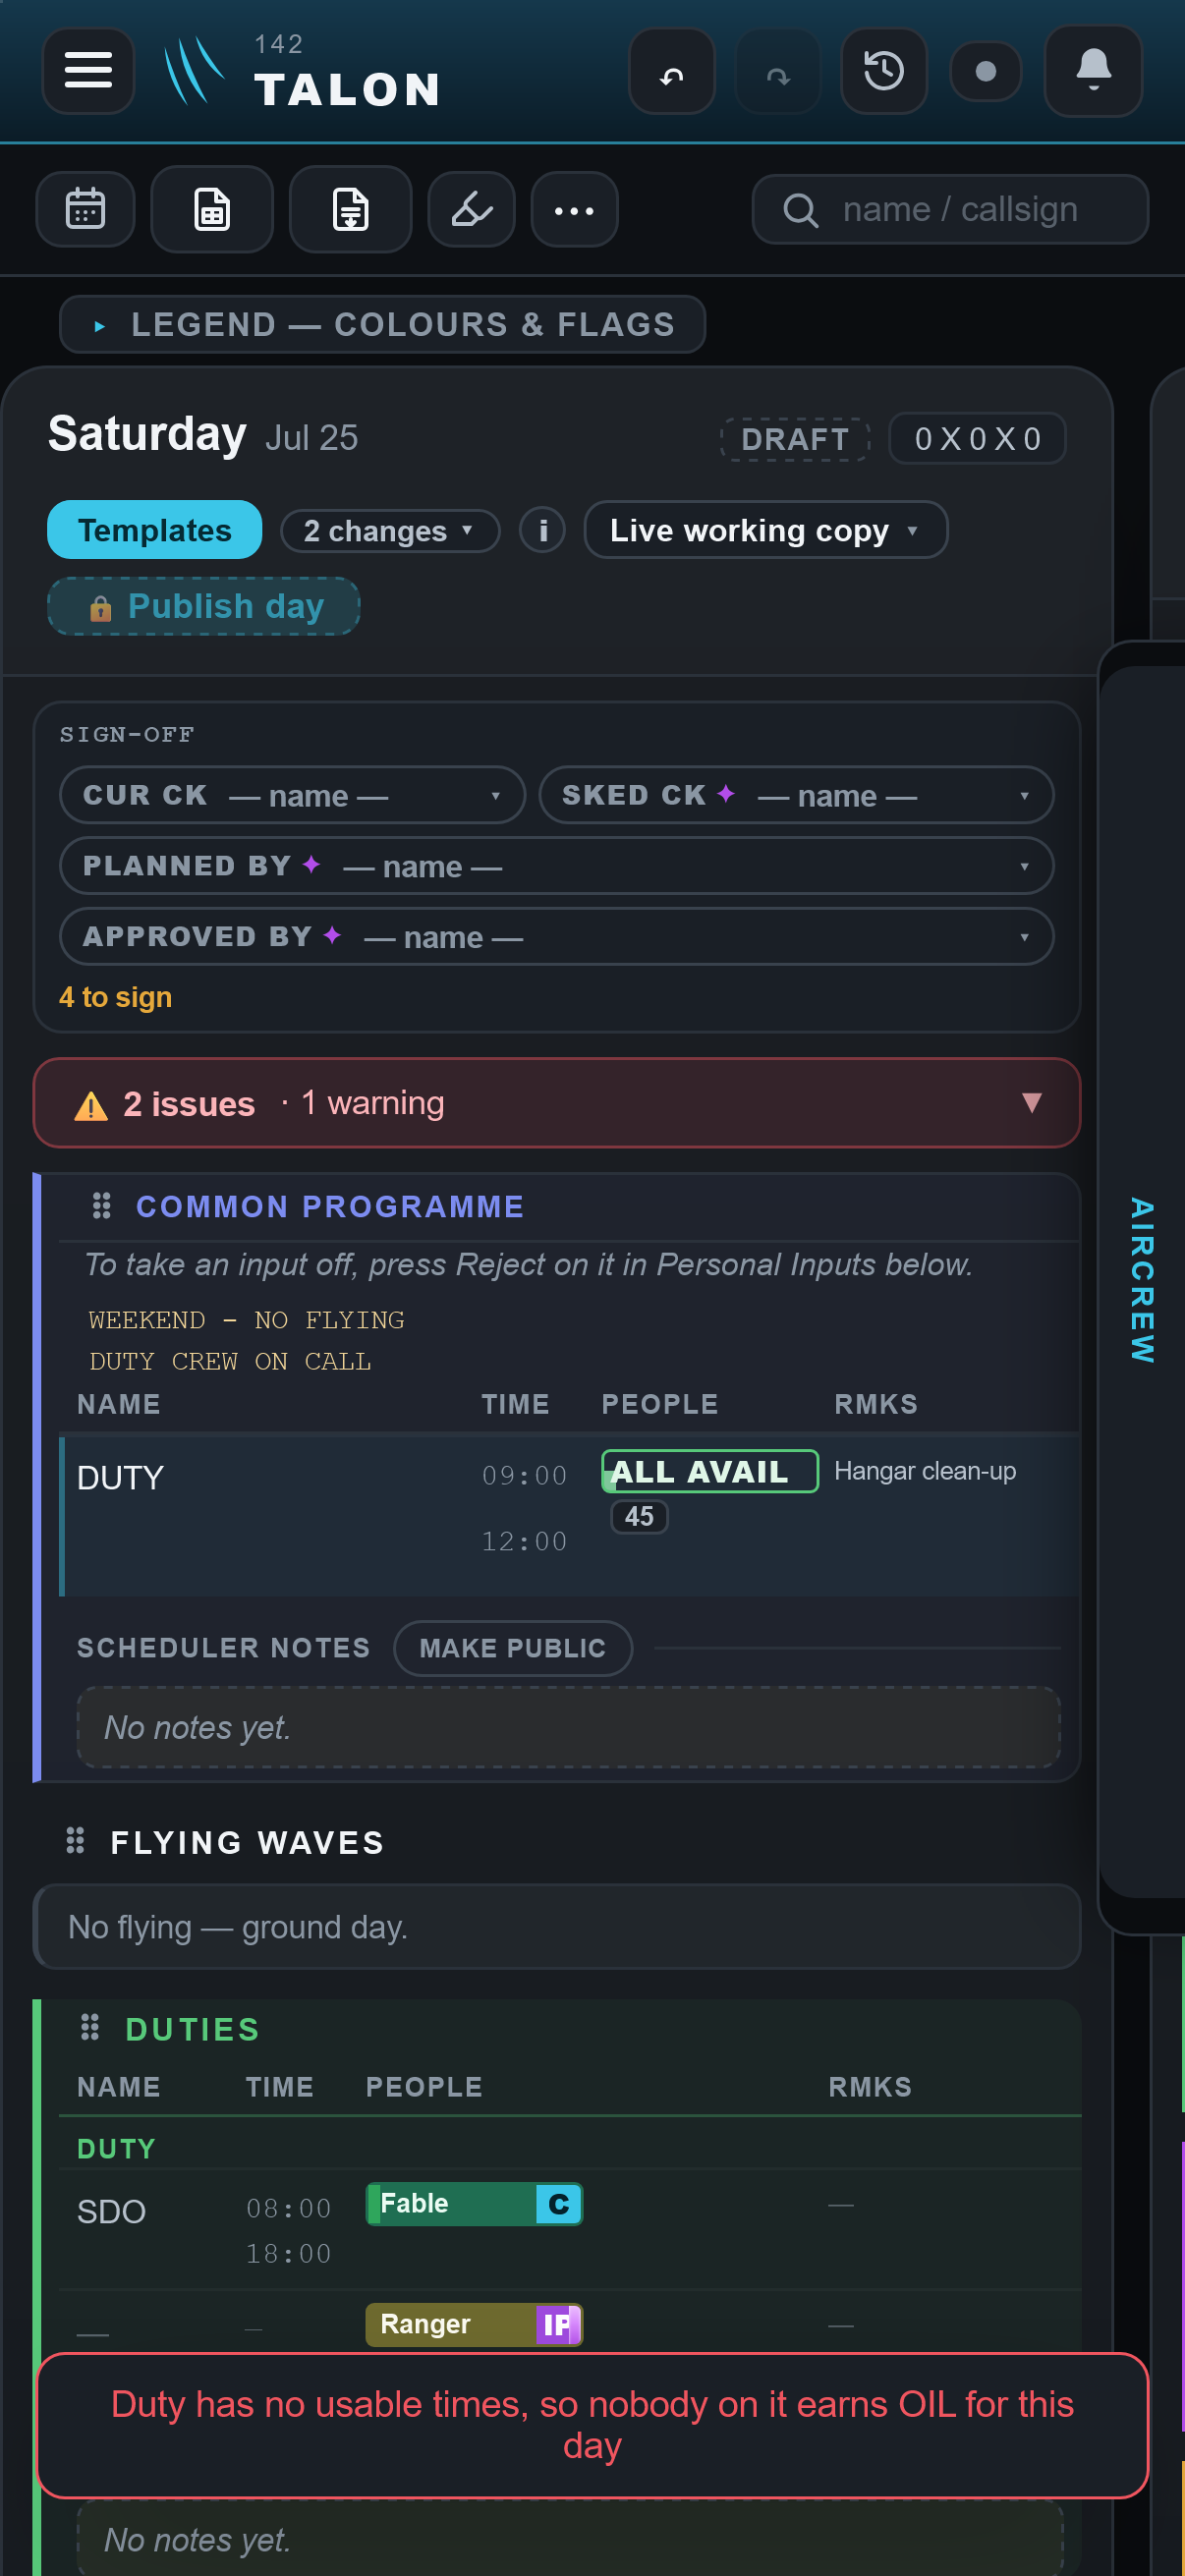 142
TALON
name / callsign
LEGEND — COLOURS & FLAGS
Saturday Jul 25
DRAFT
0 X 0 X 0
Templates
2 changes
i
Live working copy
Publish day
SIGN-OFF
CUR CK — name —
SKED CK — name —
PLANNED BY — name —
APPROVED BY — name —
4 to sign
2 issues · 1 warning
COMMON PROGRAMME
To take an input off, press Reject on it in Personal Inputs below.
WEEKEND - NO FLYING
DUTY CREW ON CALL
NAME TIME PEOPLE RMKS
DUTY 09:00 ALL AVAIL Hangar clean-up
45
12:00
SCHEDULER NOTES MAKE PUBLIC
No notes yet.
FLYING WAVES
No flying — ground day.
DUTIES
NAME TIME PEOPLE RMKS
DUTY
SDO 08:00 Fable C —
18:00
— — Ranger IP —
Duty has no usable times, so nobody on it earns OIL for this
day
No notes yet.
AIRCREW